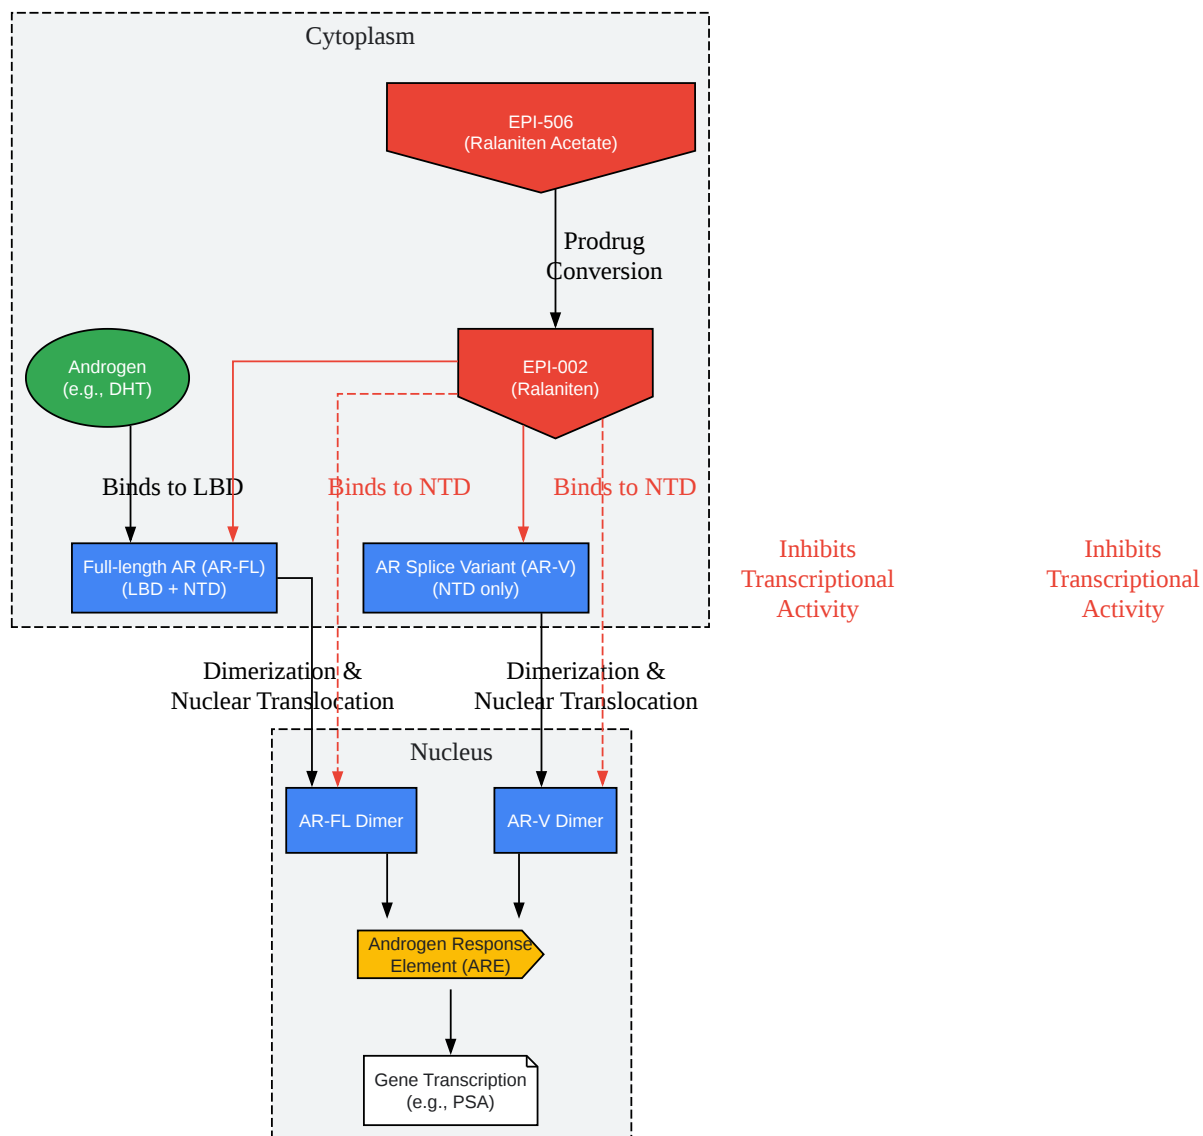 Cytoplasm
EPI-506
(Ralaniten Acetate)
Prodrug
Conversion
Androgen
(e.g., DHT)
EPI-002
(Ralaniten)
Binds to LBD
Binds to NTD
Binds to NTD
Full-length AR (AR-FL)
(LBD + NTD)
AR Splice Variant (AR-V)
(NTD only)
Inhibits
Transcriptional
Activity
Inhibits
Transcriptional
Activity
Dimerization &
Nuclear Translocation
Dimerization &
Nuclear Translocation
Nucleus
AR-FL Dimer
AR-V Dimer
Androgen Response
Element (ARE)
Gene Transcription
(e.g., PSA)